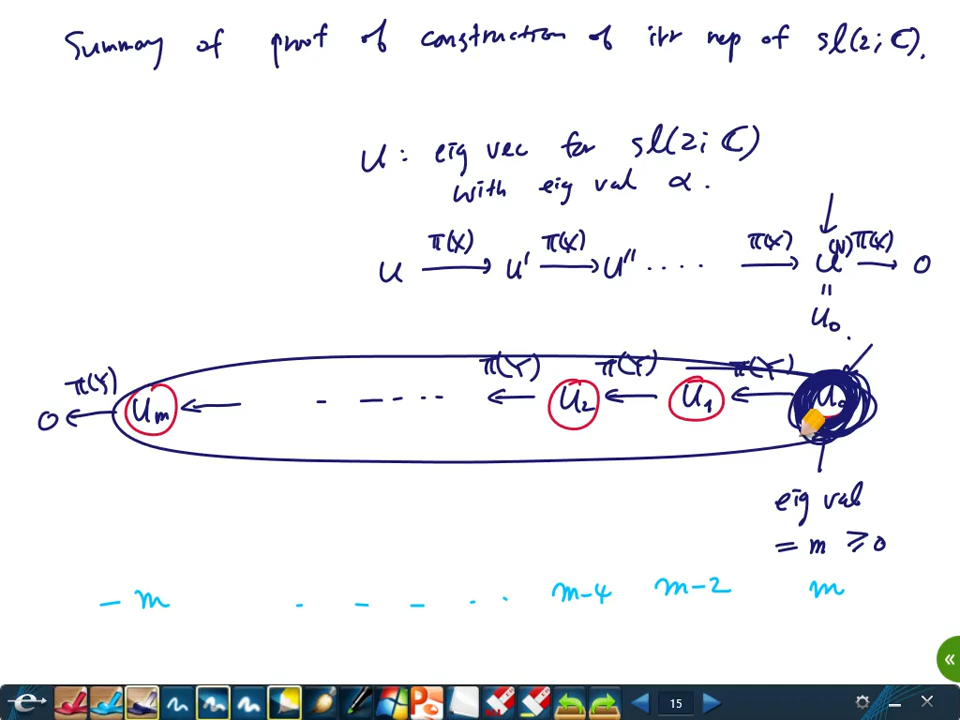 Summary of proof of construction of irr rep of sl(2; ℂ).
u : eig vec for sl(2; ℂ)
with eig val α.
u →π(X) u' →π(X) u'' .... →π(X) u^(N) →π(X) 0
"
u₀.
0 ←π(Y) u_m ← - — - .. ←π(Y) u₂ ←π(Y) u₁ ←π(Y) u₀
eig val
= m ≥ 0
- m . - - . . m-4 m-2 m
15